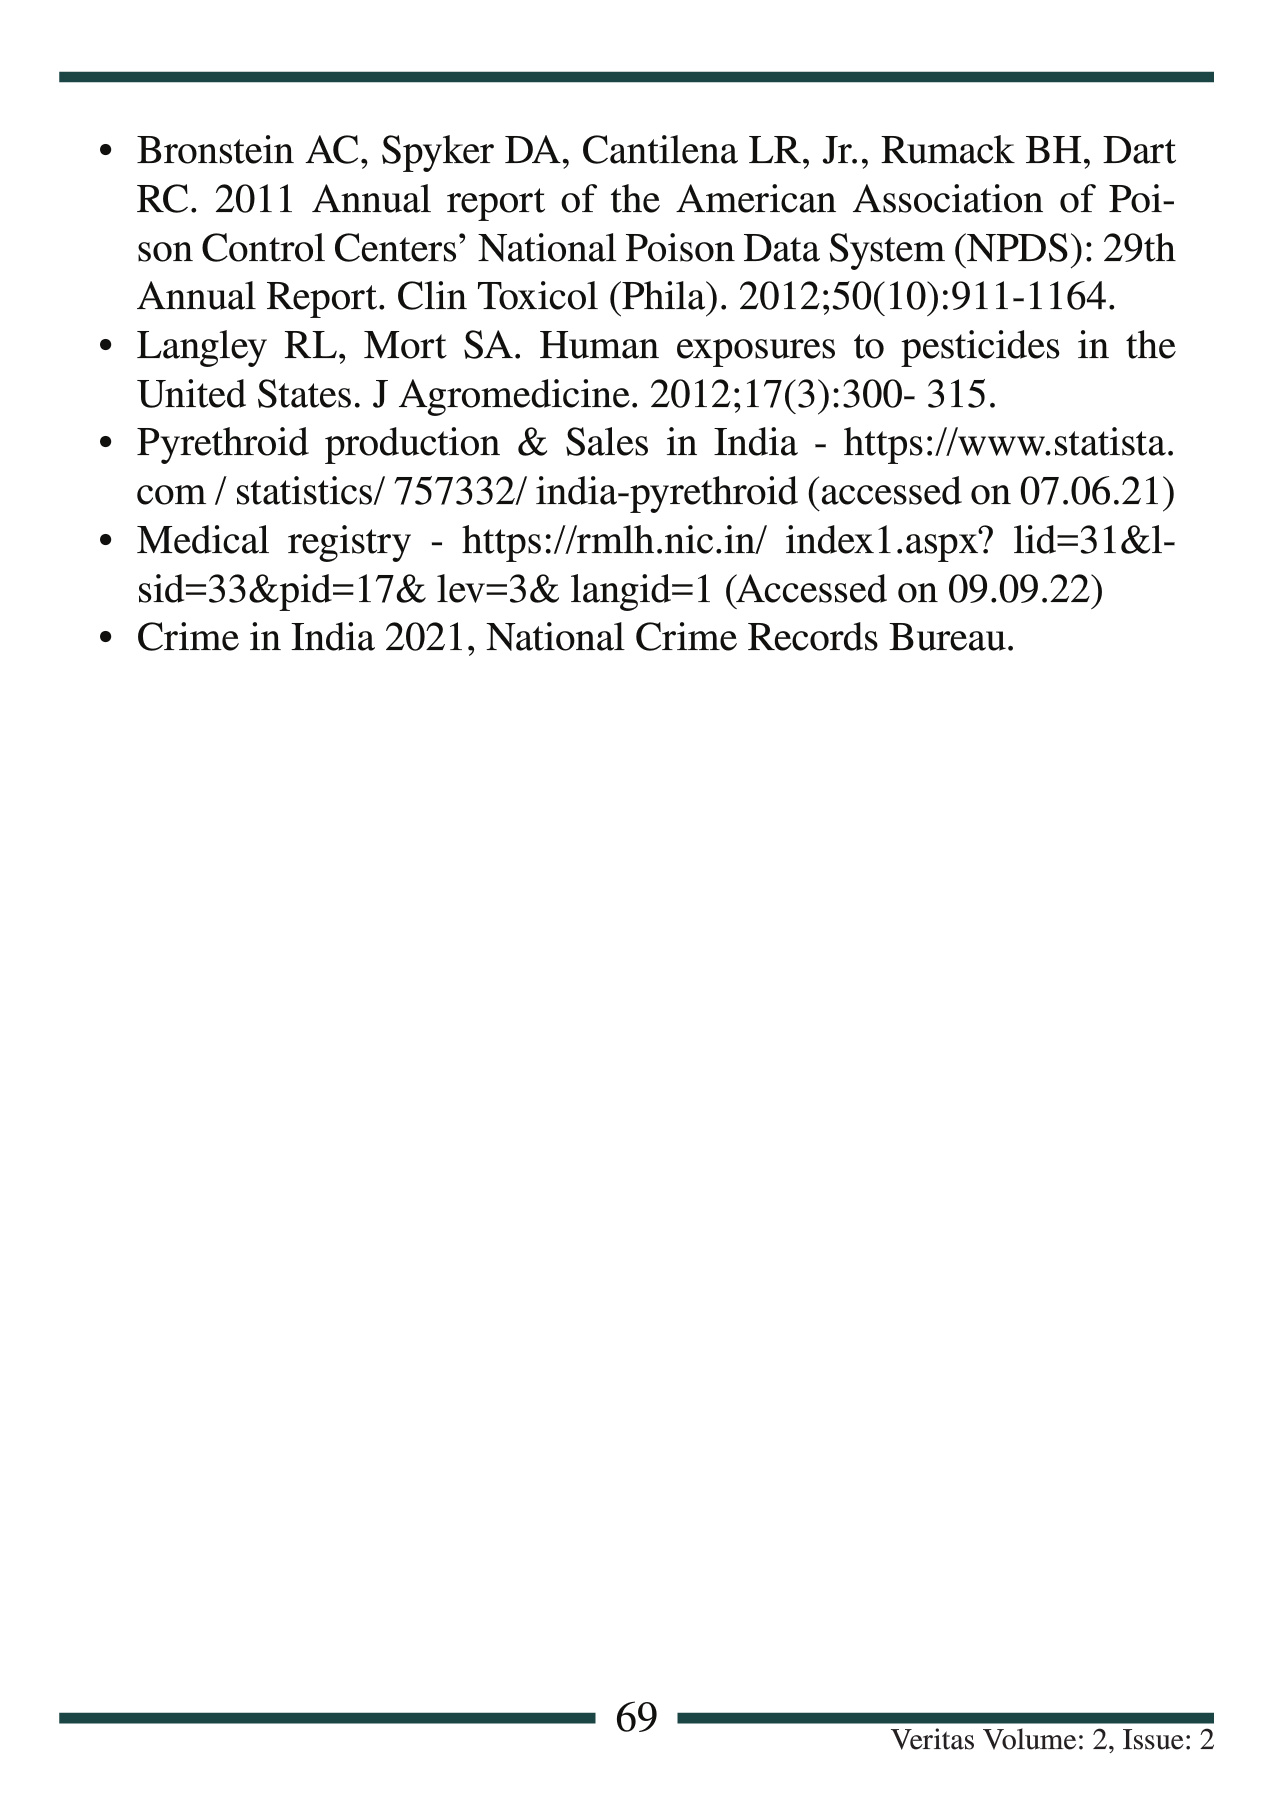 • Bronstein AC, Spyker DA, Cantilena LR, Jr., Rumack BH, Dart
RC. 2011 Annual report of the American Association of Poi-
son Control Centers’ National Poison Data System (NPDS): 29th
Annual Report. Clin Toxicol (Phila). 2012;50(10):911-1164.
• Langley RL, Mort SA. Human exposures to pesticides in the
United States. J Agromedicine. 2012;17(3):300- 315.
• Pyrethroid production & Sales in India - https://www.statista.
com / statistics/ 757332/ india-pyrethroid (accessed on 07.06.21)
• Medical registry - https://rmlh.nic.in/ index1.aspx? lid=31&l-
sid=33&pid=17& lev=3& langid=1 (Accessed on 09.09.22)
• Crime in India 2021, National Crime Records Bureau.
69
Veritas Volume: 2, Issue: 2